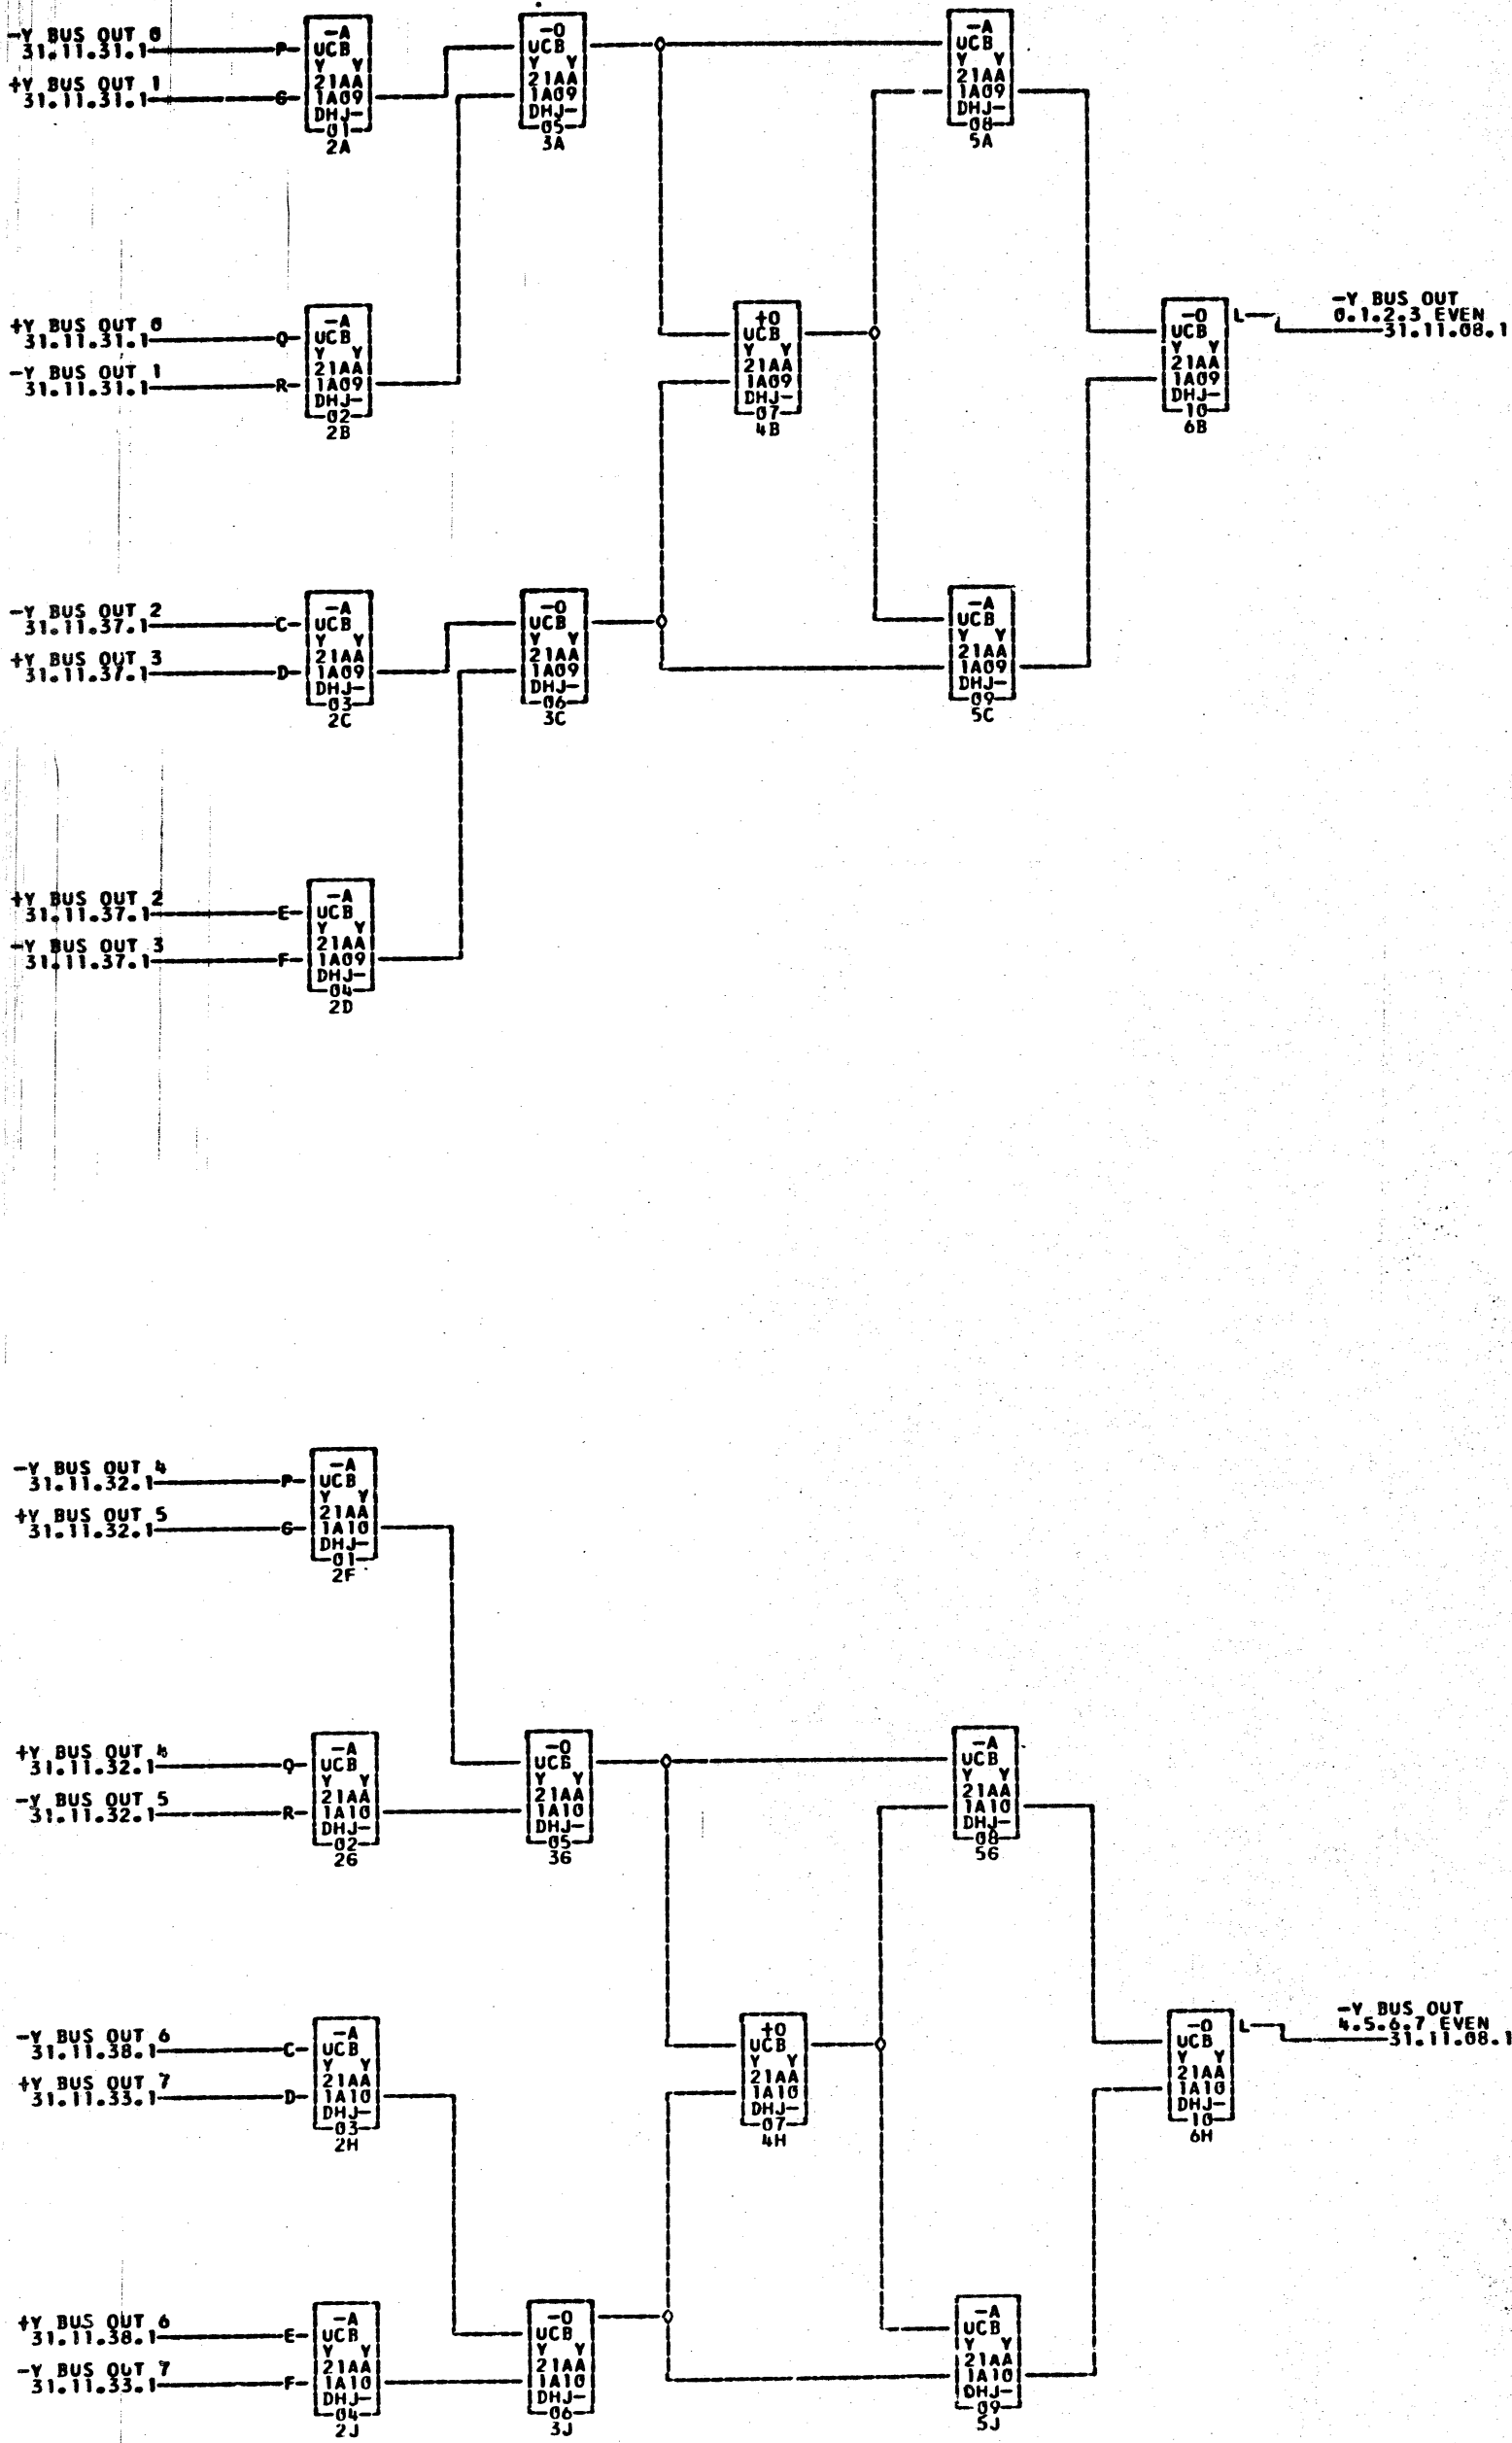 -Y BUS OUT 0
31.11.31.1
P
+Y BUS OUT 1
31.11.31.1
G
-A
UCB
Y Y
21AA
1A09
DHJ-
01
2A
-O
UCB
Y Y
21AA
1A09
DHJ-
05
3A
-A
UCB
Y Y
21AA
1A09
DHJ-
08
5A
+Y BUS OUT 0
31.11.31.1
Q
-Y BUS OUT 1
31.11.31.1
R
-A
UCB
Y Y
21AA
1A09
DHJ-
02
2B
+O
UCB
Y Y
21AA
1A09
DHJ-
07
4B
-O
UCB
Y Y
21AA
1A09
DHJ-
10
6B
L
-Y BUS OUT
0.1.2.3 EVEN
31.11.08.1
-Y BUS OUT 2
31.11.37.1
C
+Y BUS OUT 3
31.11.37.1
D
-A
UCB
Y Y
21AA
1A09
DHJ-
03
2C
-O
UCB
Y Y
21AA
1A09
DHJ-
06
3C
-A
UCB
Y Y
21AA
1A09
DHJ-
09
5C
+Y BUS OUT 2
31.11.37.1
E
-Y BUS OUT 3
31.11.37.1
F
-A
UCB
Y Y
21AA
1A09
DHJ-
04
2D
-Y BUS OUT 4
31.11.32.1
P
+Y BUS OUT 5
31.11.32.1
G
-A
UCB
Y Y
21AA
1A10
DHJ-
01
2F
+Y BUS OUT 4
31.11.32.1
Q
-Y BUS OUT 5
31.11.32.1
R
-A
UCB
Y Y
21AA
1A10
DHJ-
02
2G
-O
UCB
Y Y
21AA
1A10
DHJ-
05
3G
-A
UCB
Y Y
21AA
1A10
DHJ-
08
5G
-Y BUS OUT 6
31.11.38.1
C
+Y BUS OUT 7
31.11.33.1
D
-A
UCB
Y Y
21AA
1A10
DHJ-
03
2H
+O
UCB
Y Y
21AA
1A10
DHJ-
07
4H
-O
UCB
Y Y
21AA
1A10
DHJ-
10
6H
L
-Y BUS OUT
4.5.6.7 EVEN
31.11.08.1
+Y BUS OUT 6
31.11.38.1
E
-Y BUS OUT 7
31.11.33.1
F
-A
UCB
Y Y
21AA
1A10
DHJ-
04
2J
-O
UCB
Y Y
21AA
1A10
DHJ-
06
3J
-A
UCB
Y Y
21AA
1A10
DHJ-
09
5J